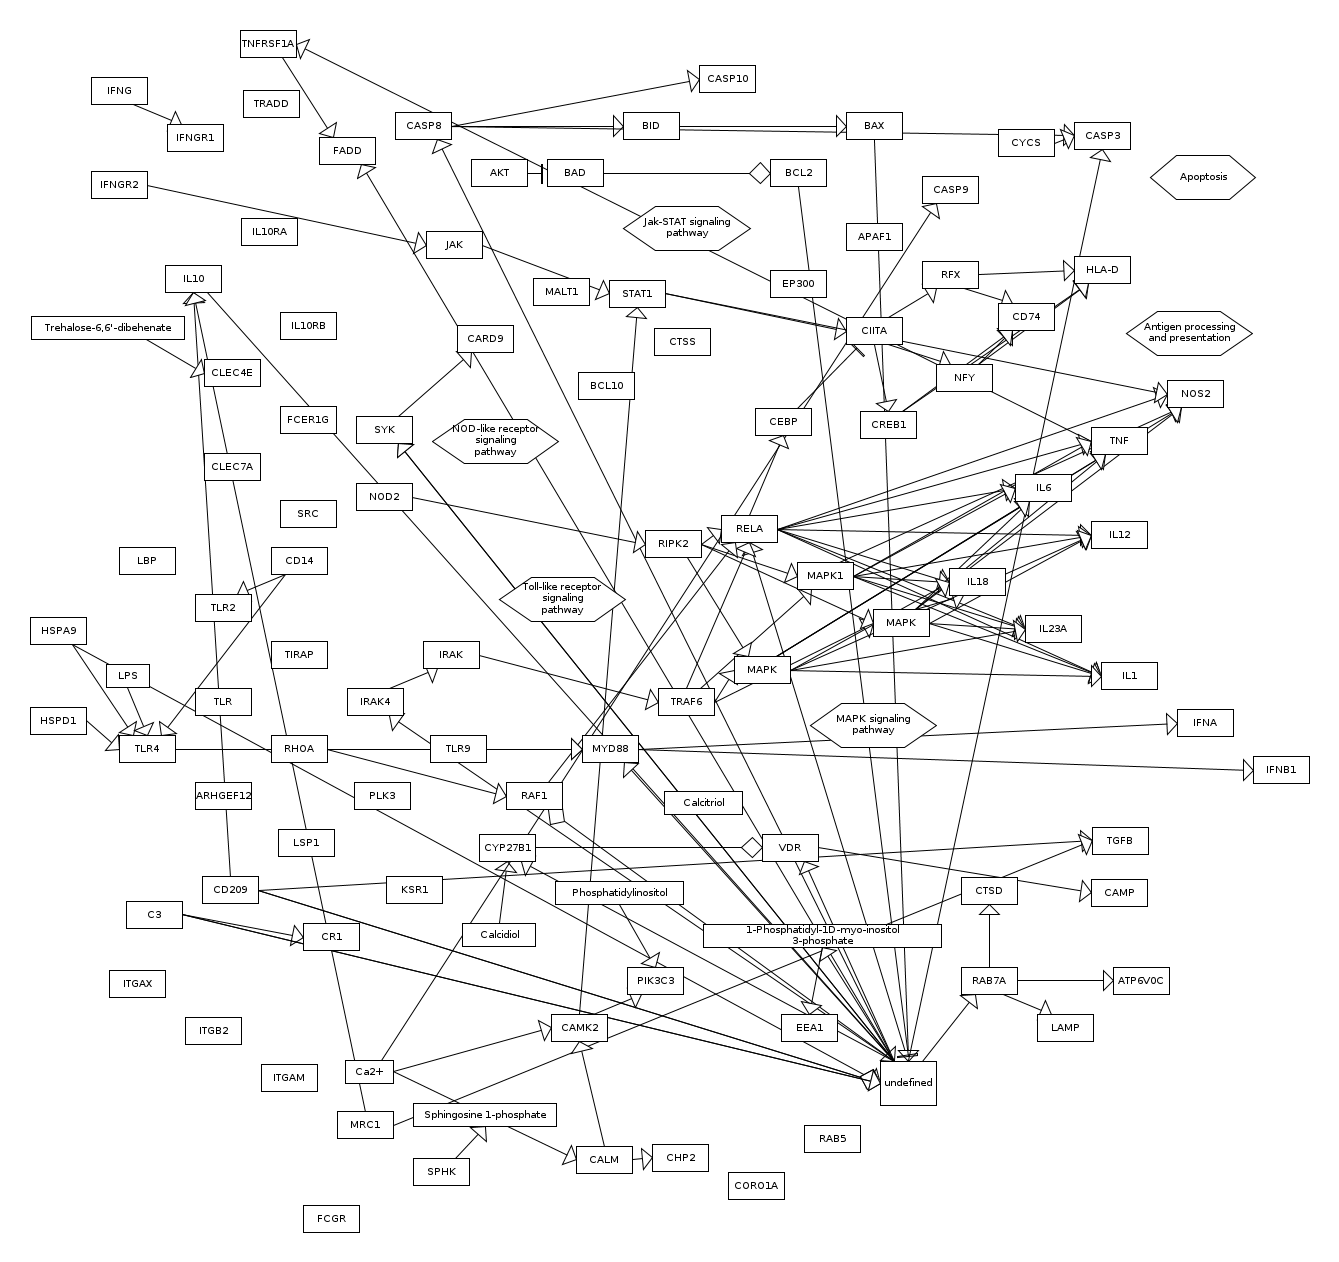 TNFRSF1A
CASP10
IFNG
TRADD
IFNGR1
CASP8
BID
BAX
CASP3
CYCS
FADD
AKT
BAD
BCL2
Apoptosis
IFNGR2
CASP9
Jak-STAT signaling
pathway
IL10RA
JAK
APAF1
IL10
MALT1
STAT1
EP300
RFX
HLA-D
CD74
Trehalose-6,6'-dibehenate
IL10RB
CARD9
CTSS
CIITA
Antigen processing
and presentation
CLEC4E
BCL10
NFY
NOS2
FCER1G
SYK
CEBP
CREB1
NOD-like receptor
signaling
pathway
TNF
CLEC7A
NOD2
IL6
SRC
RELA
IL12
RIPK2
LBP
CD14
MAPK1
IL18
Toll-like receptor
signaling
pathway
TLR2
HSPA9
MAPK
IL23A
TIRAP
IRAK
LPS
MAPK
IL1
TLR
IRAK4
TRAF6
HSPD1
MAPK signaling
pathway
IFNA
TLR4
RHOA
TLR9
MYD88
IFNB1
ARHGEF12
PLK3
RAF1
Calcitriol
LSP1
CYP27B1
VDR
TGFB
CD209
KSR1
Phosphatidylinositol
CTSD
CAMP
C3
CR1
Calcidiol
1-Phosphatidyl-1D-myo-inositol
3-phosphate
ITGAX
PIK3C3
RAB7A
ATP6V0C
ITGB2
CAMK2
EEA1
LAMP
ITGAM
Ca2+
undefined
MRC1
Sphingosine 1-phosphate
RAB5
SPHK
CALM
CHP2
CORO1A
FCGR